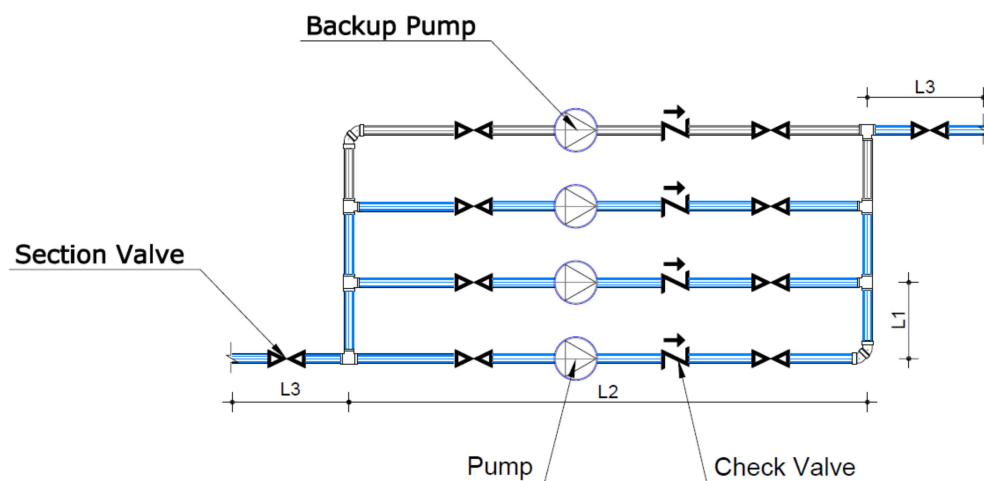 Backup Pump
L3
Section Valve
L1
L3
L2
Pump
Check Valve